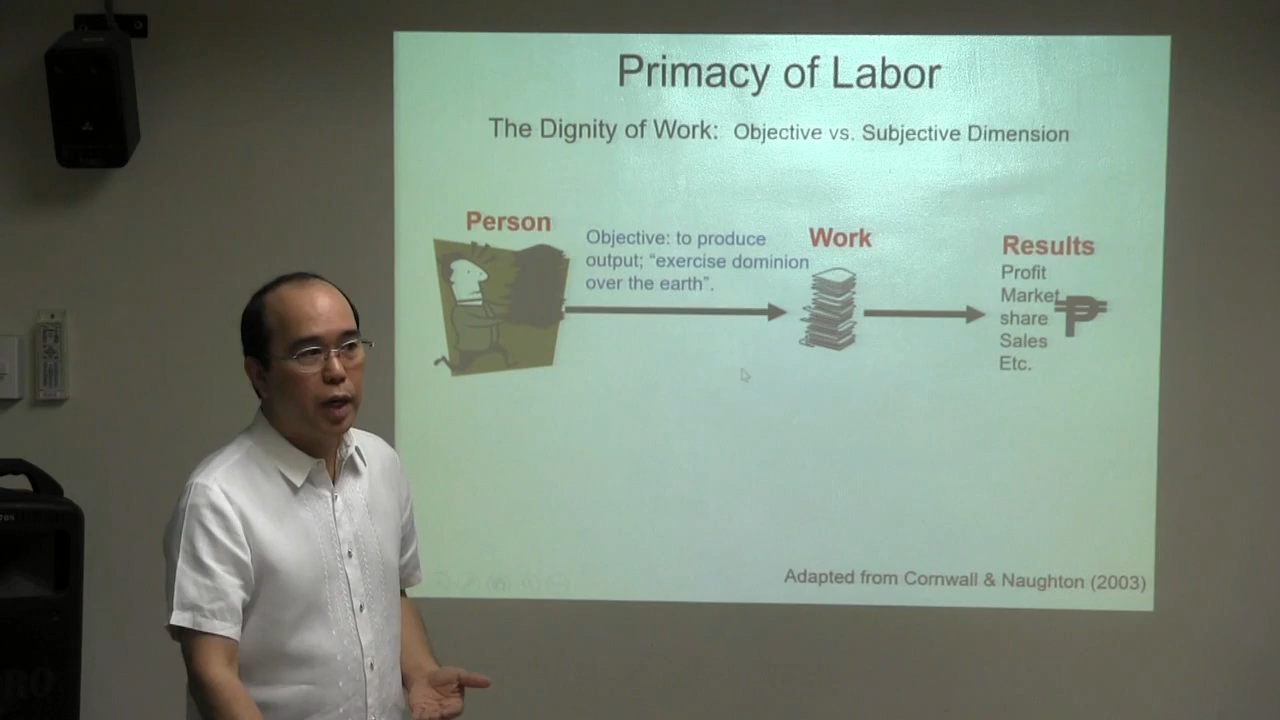 Primacy of Labor
The Dignity of Work: Objective vs. Subjective Dimension
Person
Objective: to produce
output; “exercise dominion
over the earth”.
Work
Results
Profit
Market
share
Sales
Etc.
Adapted from Cornwall & Naughton (2003)